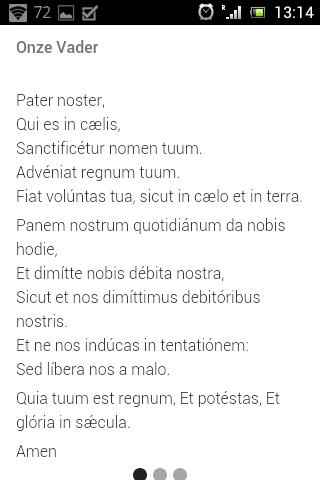 72 R 13:14
Onze Vader
Pater noster,
Qui es in cælis,
Sanctificétur nomen tuum.
Advéniat regnum tuum.
Fiat volúntas tua, sicut in cælo et in terra.
Panem nostrum quotidiánum da nobis
hodie,
Et dimítte nobis débita nostra,
Sicut et nos dimíttimus debitóribus
nostris.
Et ne nos indúcas in tentatiónem:
Sed líbera nos a malo.
Quia tuum est regnum, Et potéstas, Et
glória in sǽcula.
Amen